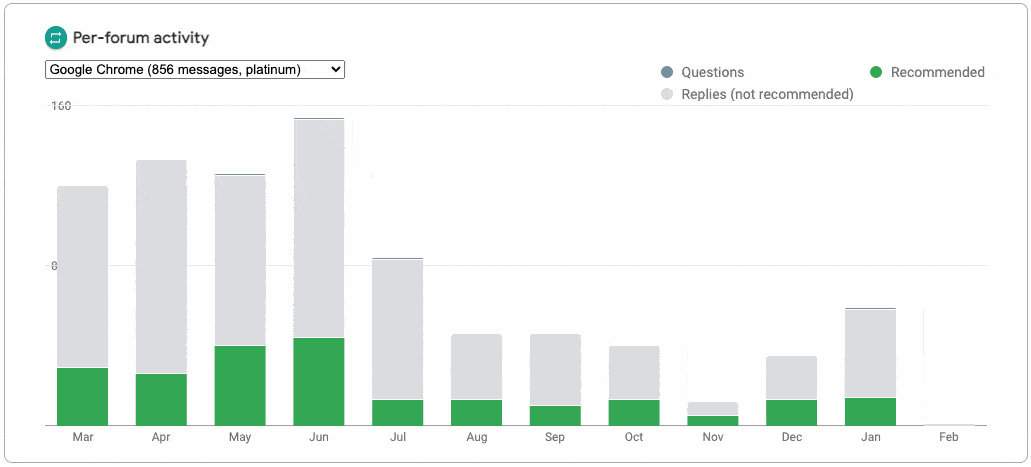 Per-forum activity
Google Chrome (856 messages, platinum)
Questions
Recommended
Replies (not recommended)
160
8
Mar Apr May Jun Jul Aug Sep Oct Nov Dec Jan Feb